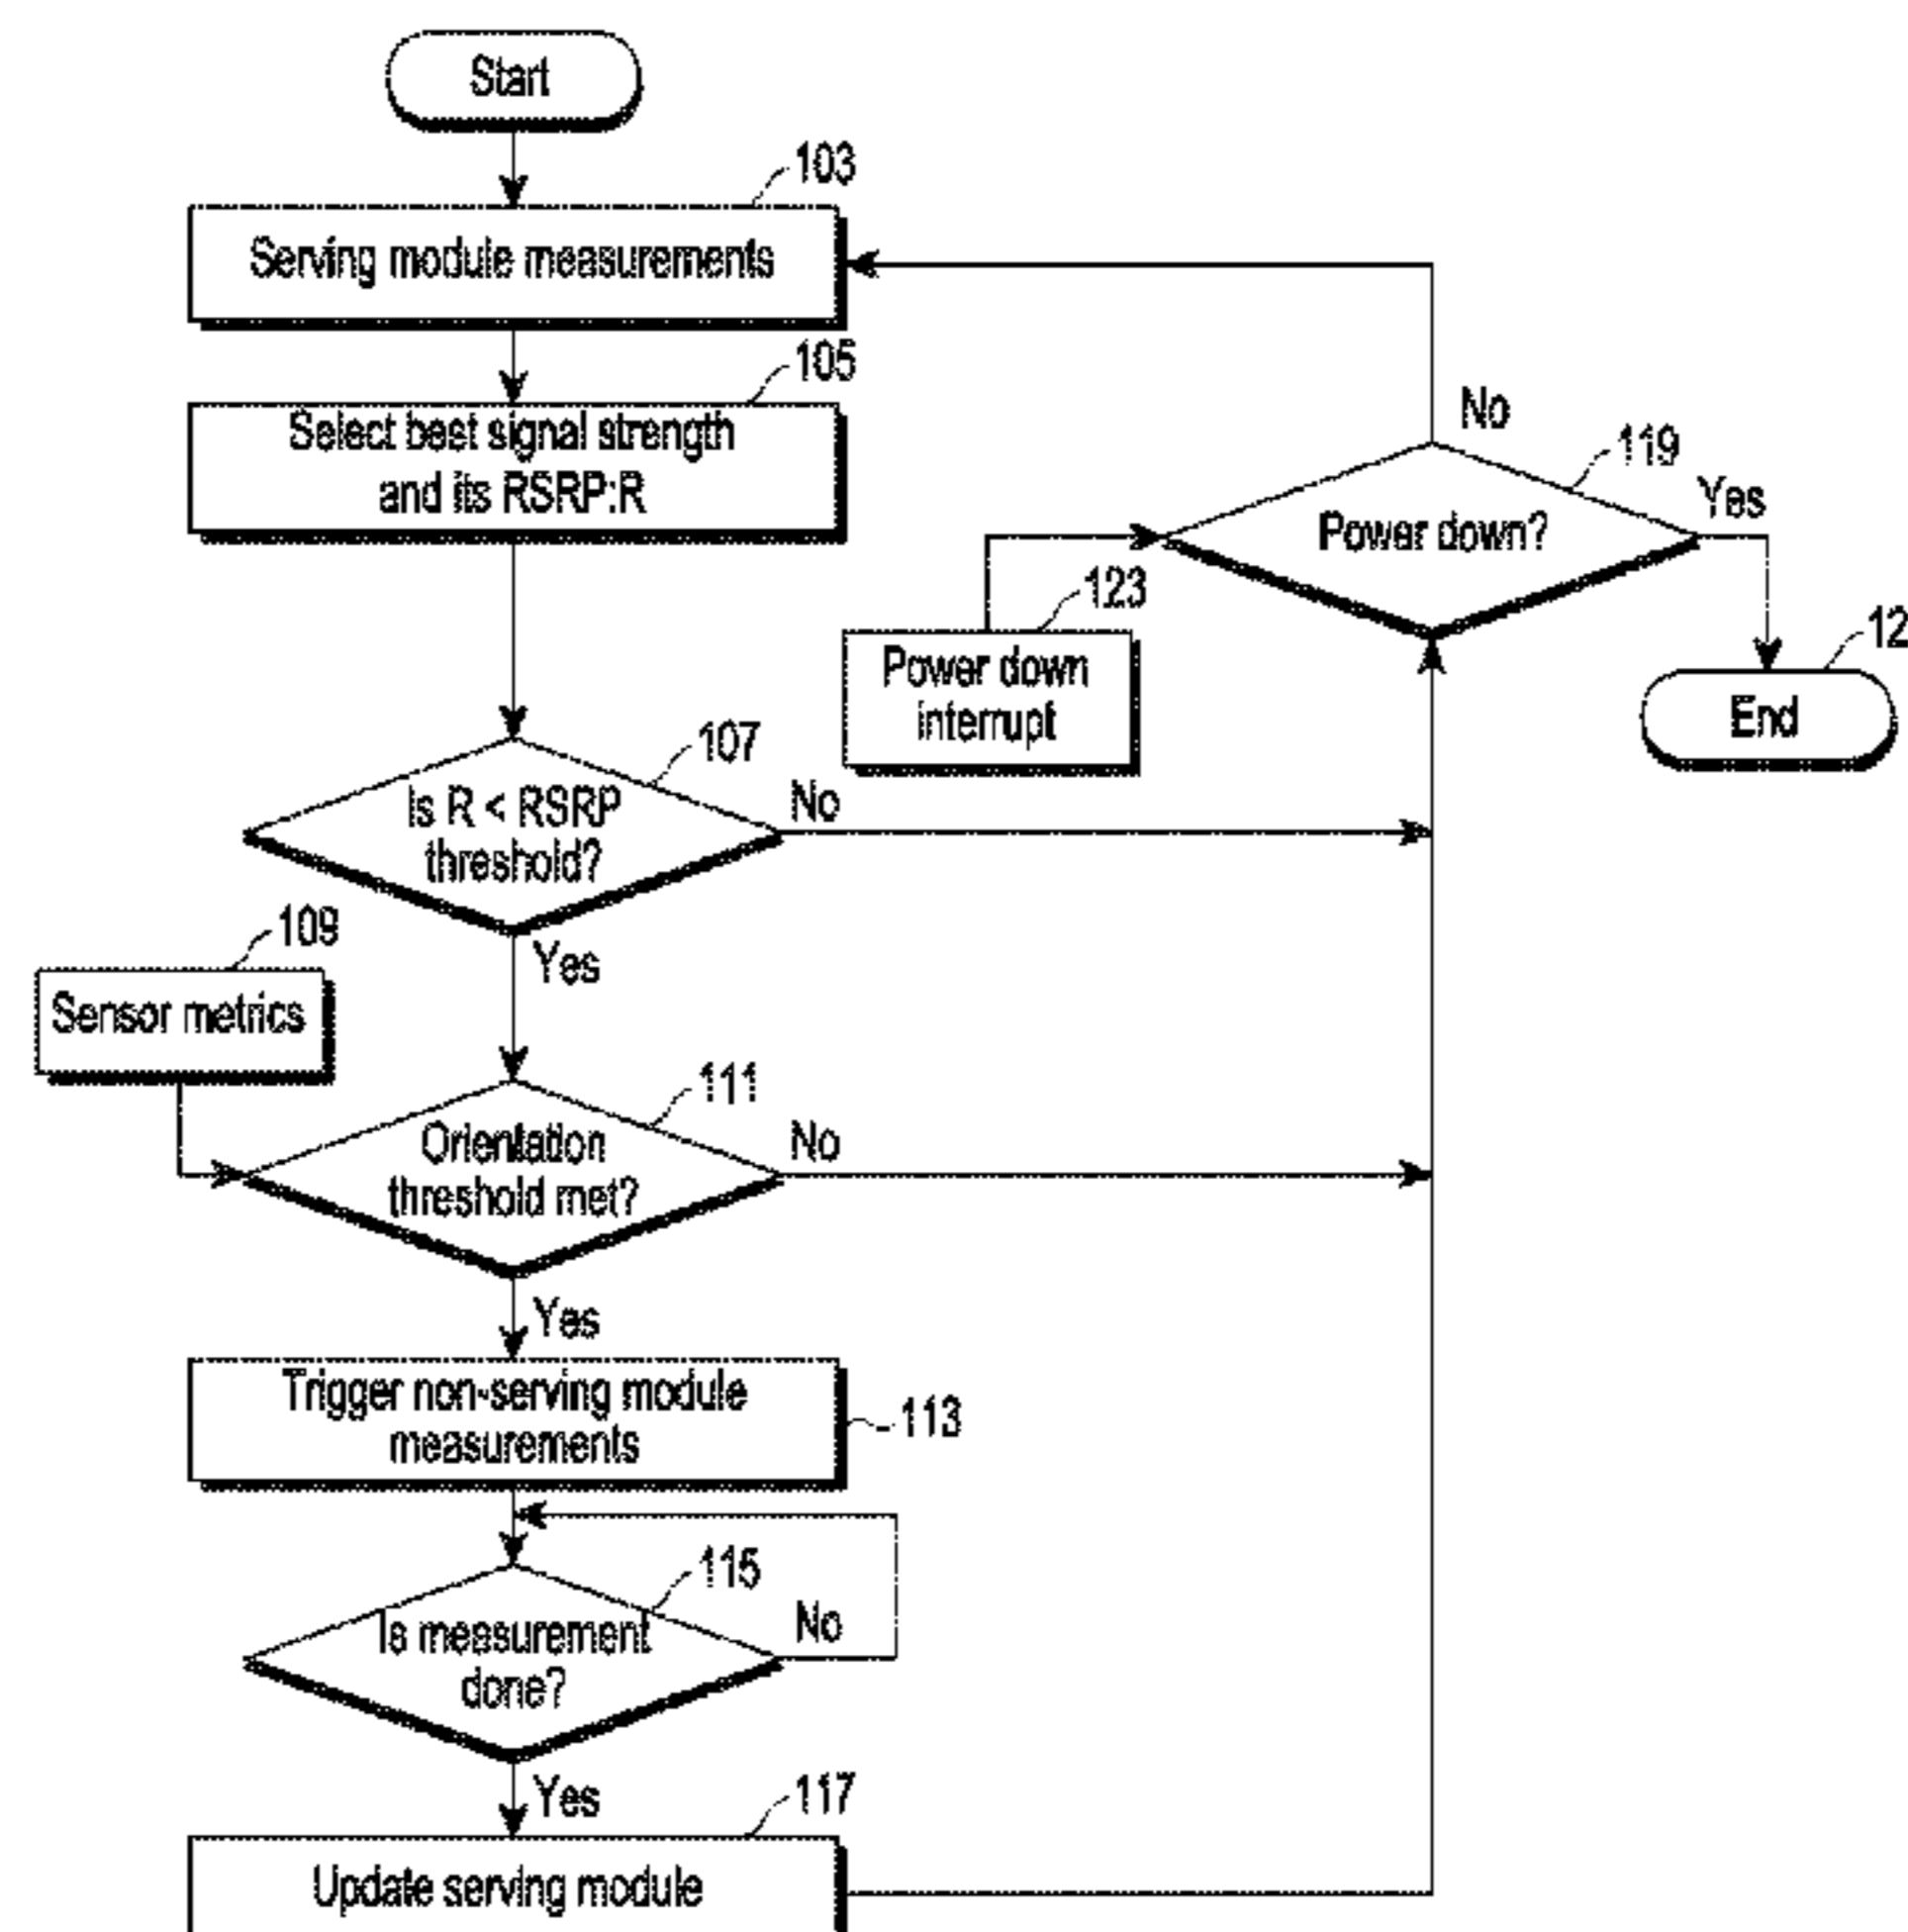 Start
103
Serving module measurements
105
Select best signal strength
and its RSRP:R
No
119
Yes
Power down?
123
Power down
interrupt
12
End
107
Is R < RSRP
threshold?
No
Yes
109
Sensor metrics
111
Orientation
threshold met?
No
Yes
Trigger non-serving module
measurements
113
115
Is measurement
done?
No
Yes
117
Update serving module